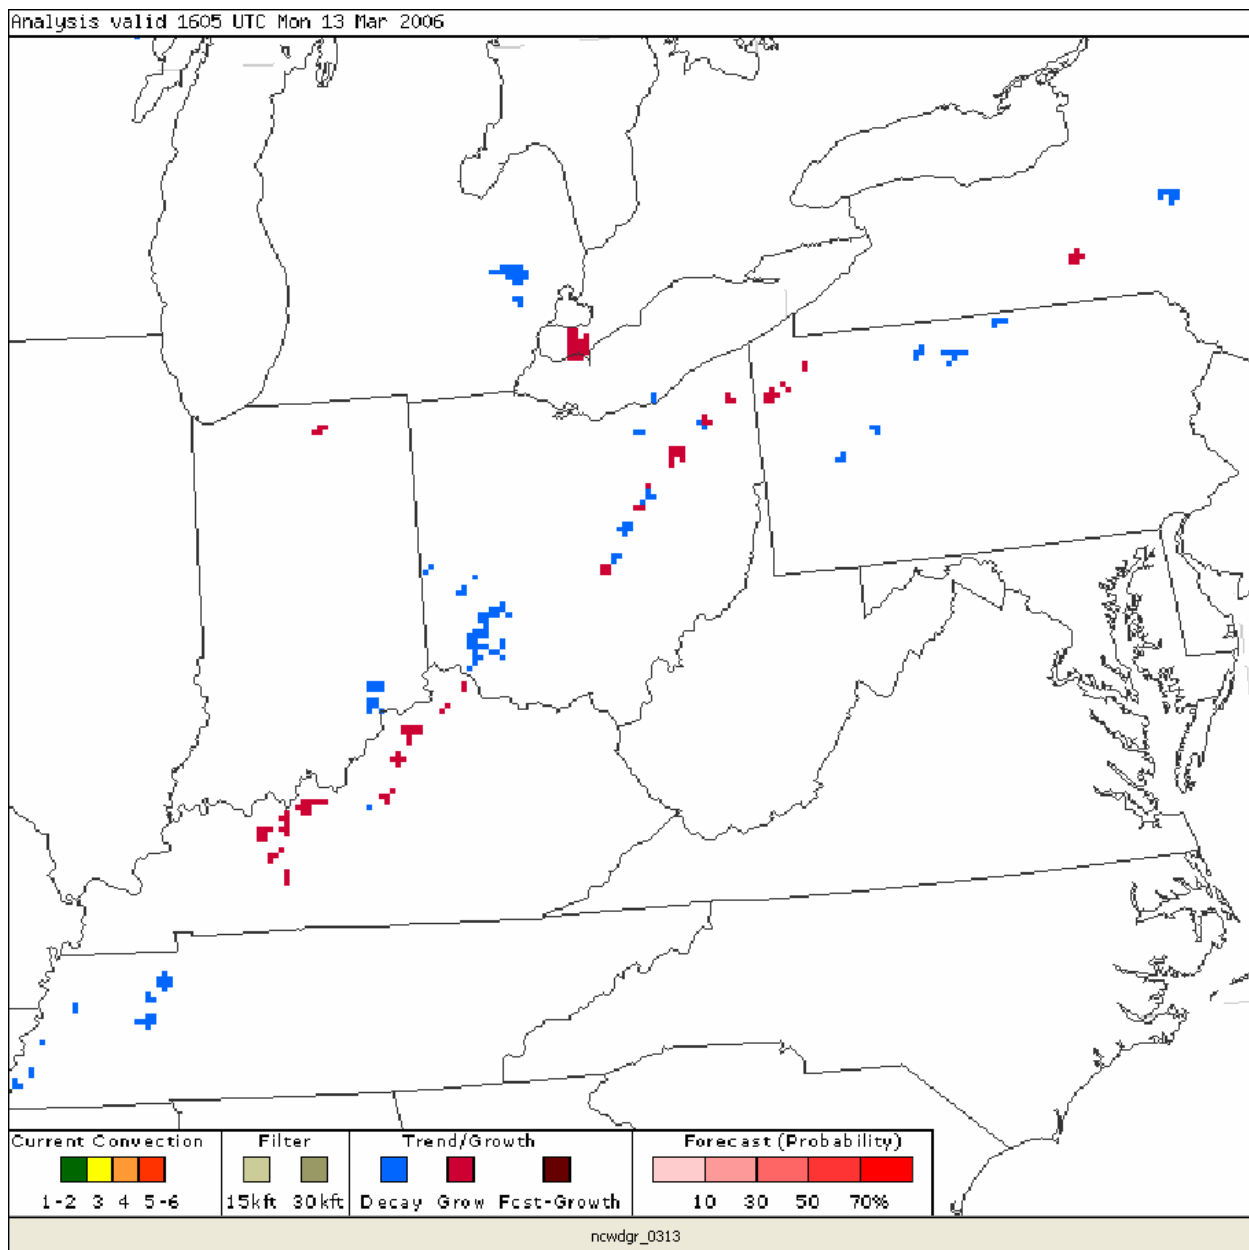 Analysis valid 1605 UTC Mon 13 Mar 2006
Current Convection Filter Trend/Growth Forecast (Probability)
1-2 3 4 5-6 15kft 30kft Decay Grow Fcst-Growth 10 30 50 70%
ncwdgr_0313